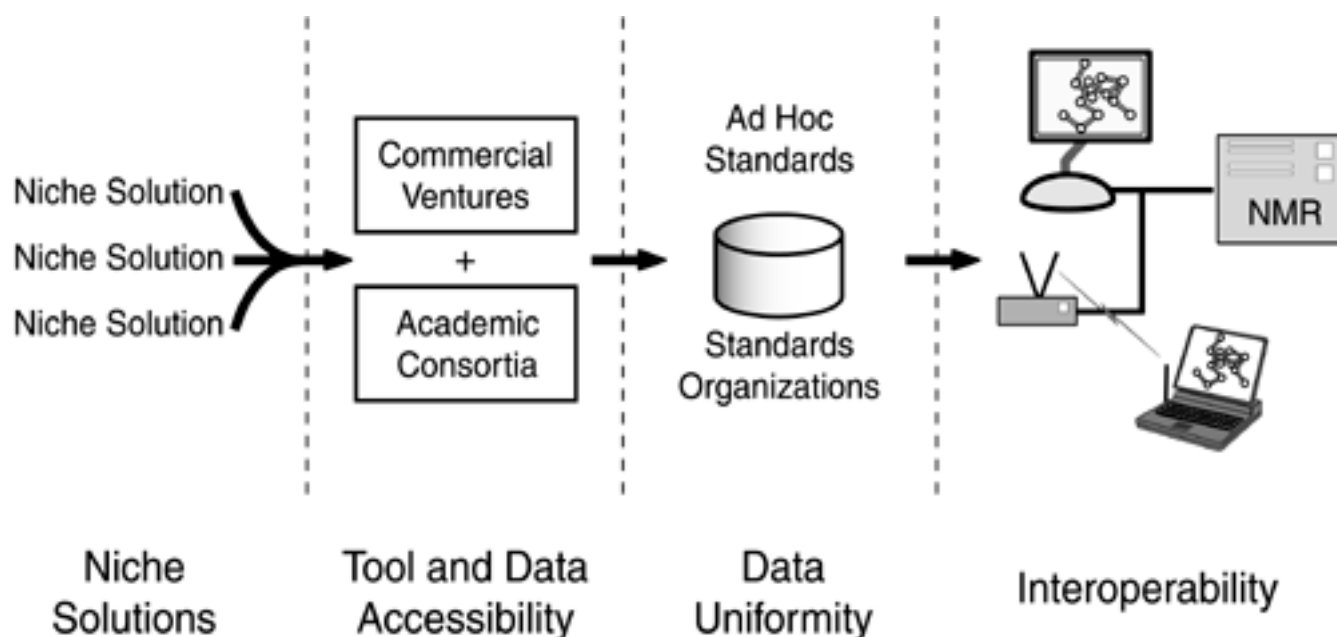 Niche Solution
Niche Solution
Niche Solution
Commercial
Ventures
+
Academic
Consortia
Ad Hoc
Standards
Standards
Organizations
NMR
Niche
Solutions
Tool and Data
Accessibility
Data
Uniformity
Interoperability